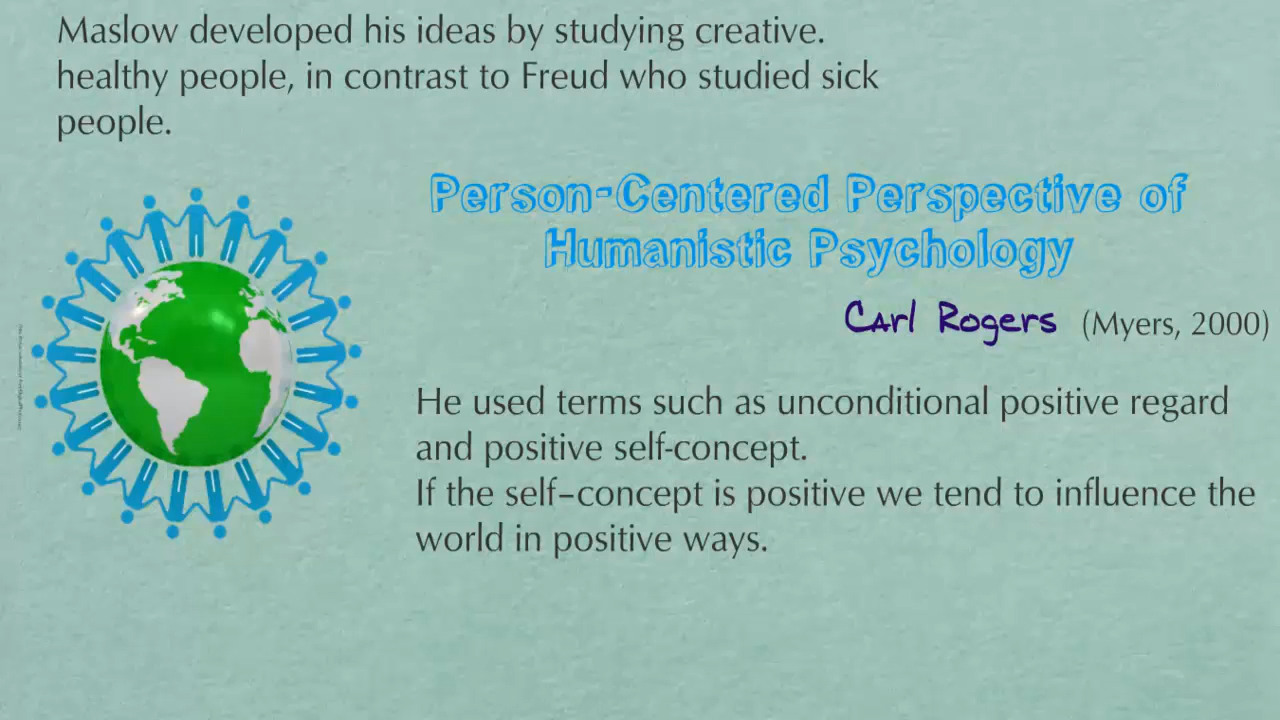 Maslow developed his ideas by studying creative.
healthy people, in contrast to Freud who studied sick
people.
Person-Centered Perspective of
Humanistic Psychology
Carl Rogers (Myers, 2000)
He used terms such as unconditional positive regard
and positive self-concept.
If the self–concept is positive we tend to influence the
world in positive ways.